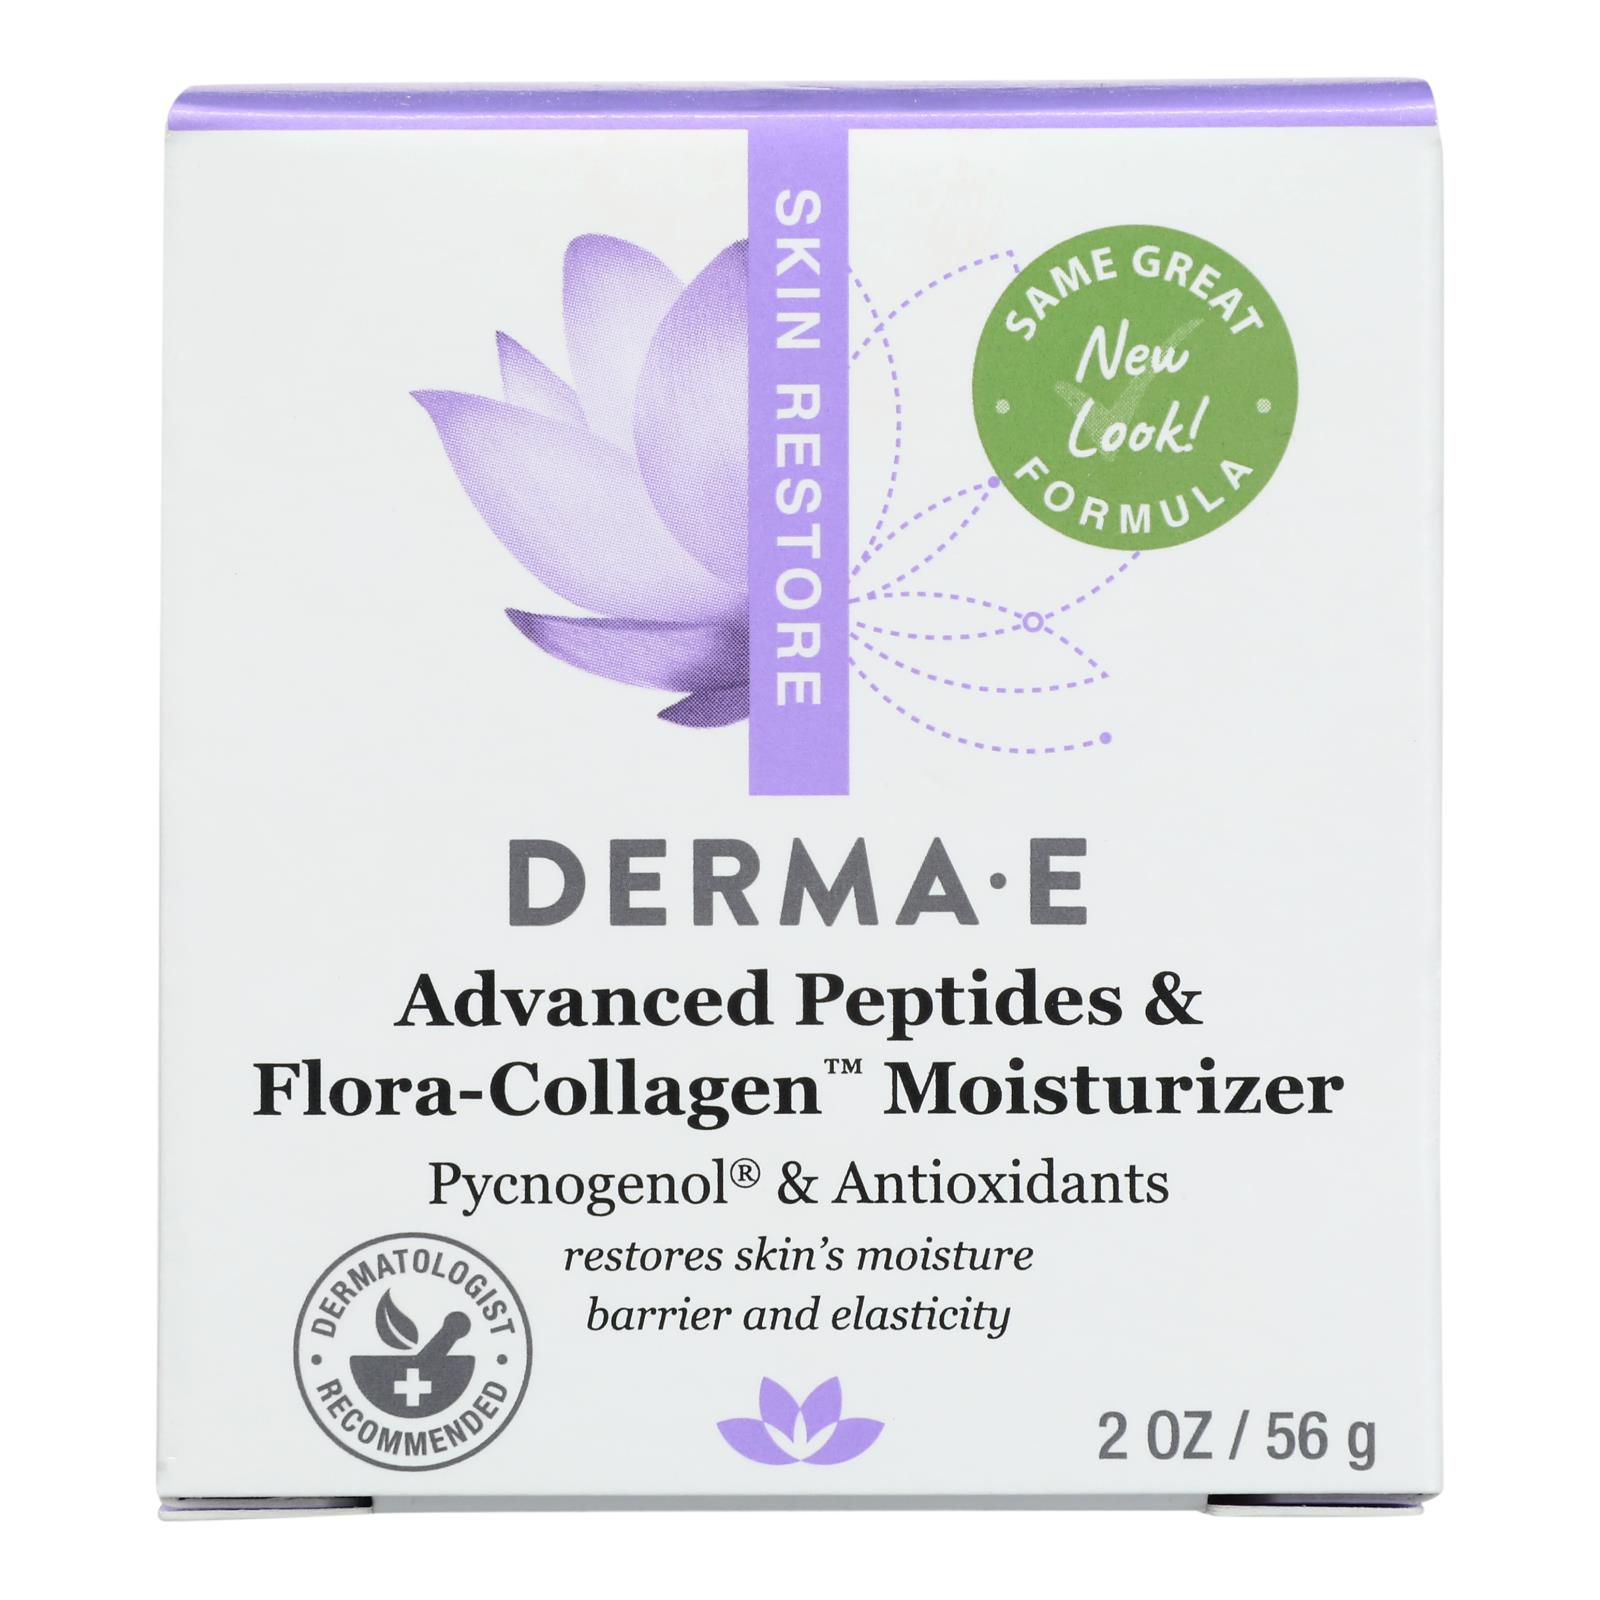 SKIN RESTORE
SAME GREAT
New
Look!
FORMULA
DERMA·E
Advanced Peptides &
Flora-Collagen™ Moisturizer
Pycnogenol® & Antioxidants
restores skin's moisture
barrier and elasticity
DERMATOLOGIST
RECOMMENDED
2 OZ / 56 g